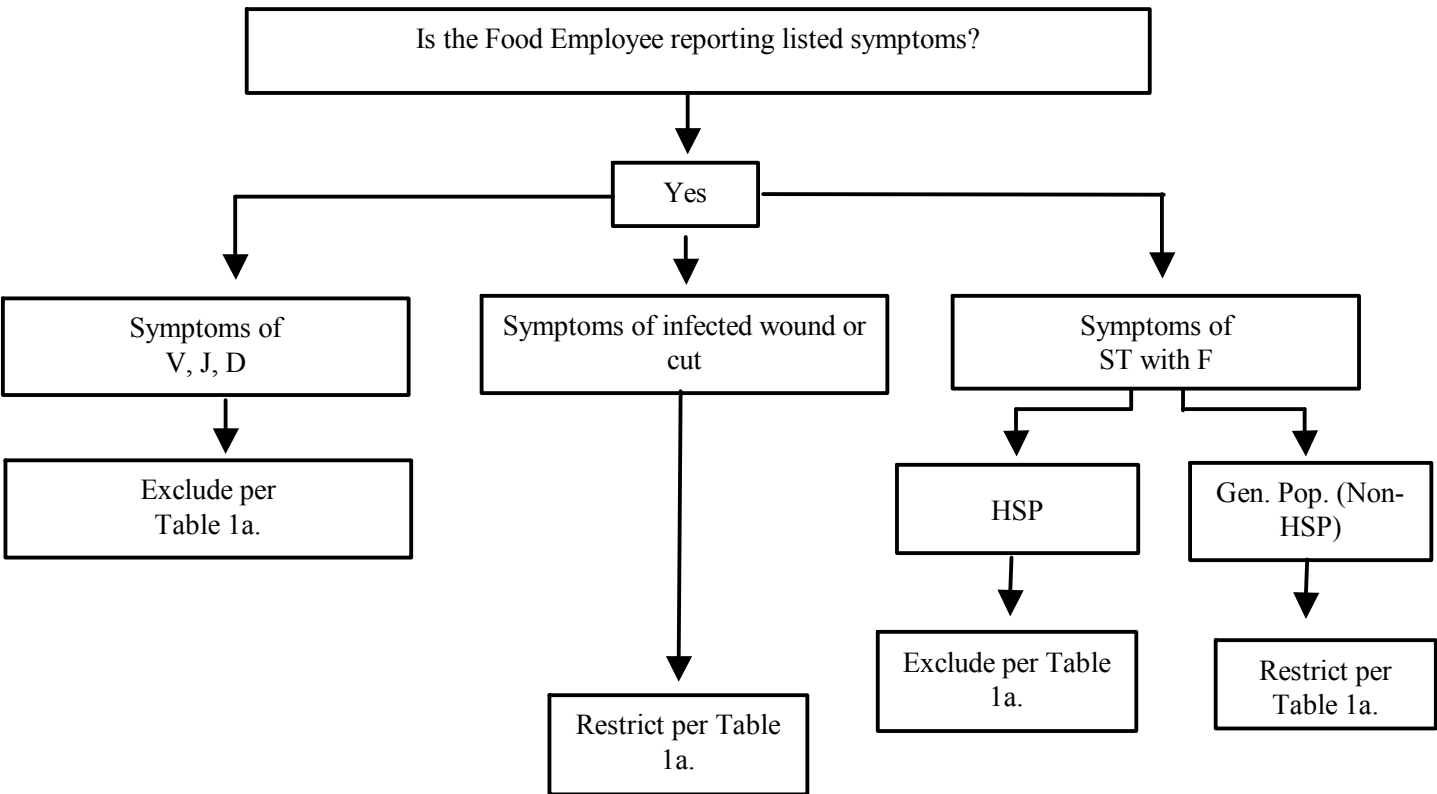 Is the Food Employee reporting listed symptoms?
Yes
Symptoms of
V, J, D
Symptoms of infected wound or
cut
Symptoms of
ST with F
Exclude per
Table 1a.
HSP
Gen. Pop. (Non-
HSP)
Exclude per Table
1a.
Restrict per
Table 1a.
Restrict per Table
1a.